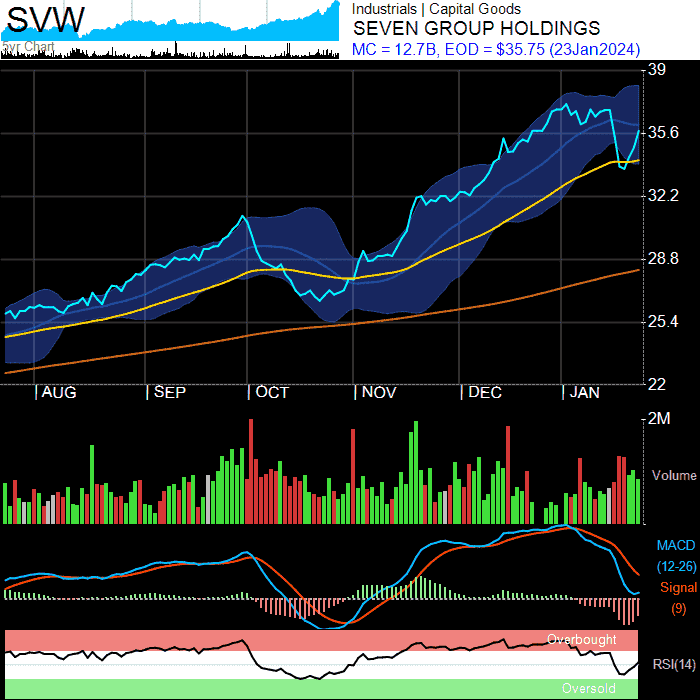 SVW
5yr Chart
Industrials | Capital Goods
SEVEN GROUP HOLDINGS
MC = 12.7B, EOD = $35.75 (23Jan2024)
39
35.6
32.2
28.8
25.4
22
| AUG | SEP | OCT | NOV | DEC | JAN
2M
Volume
MACD
(12-26)
Signal
(9)
Overbought
RSI(14)
Oversold